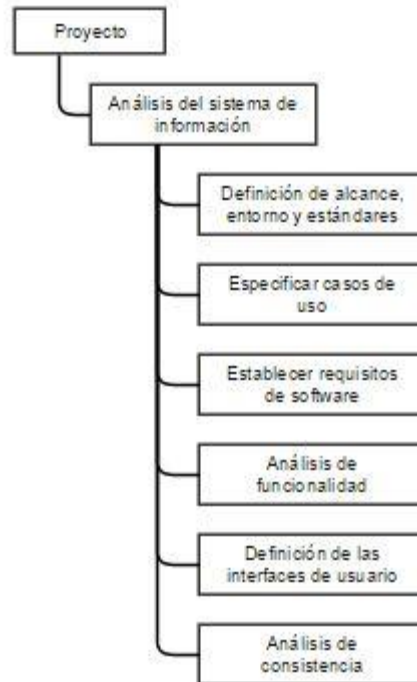 Proyecto
Análisis del sistema de
información
Definición de alcance,
entorno y estándares
Especificar casos de
uso
Establecer requisitos
de software
Análisis de
funcionalidad
Definición de las
interfaces de usuario
Análisis de
consistencia